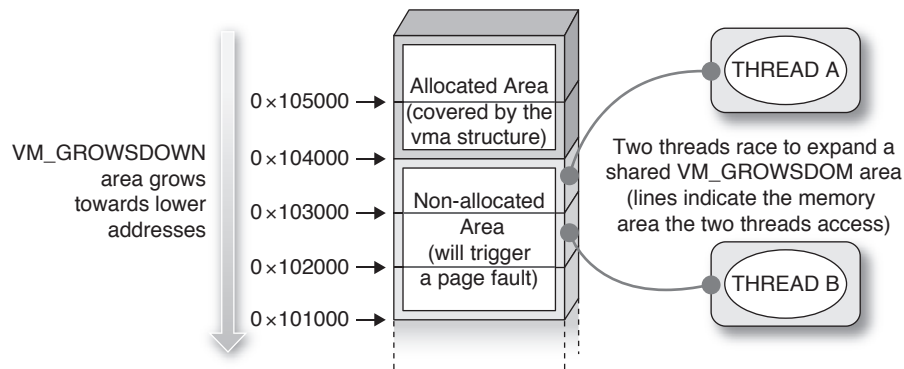 VM_GROWSDOWN
area grows
towards lower
addresses
0×105000
0×104000
0×103000
0×102000
0×101000
Allocated Area
(covered by the
vma structure)
Non-allocated
Area
(will trigger
a page fault)
THREAD A
Two threads race to expand a
shared VM_GROWSDOM area
(lines indicate the memory
area the two threads access)
THREAD B